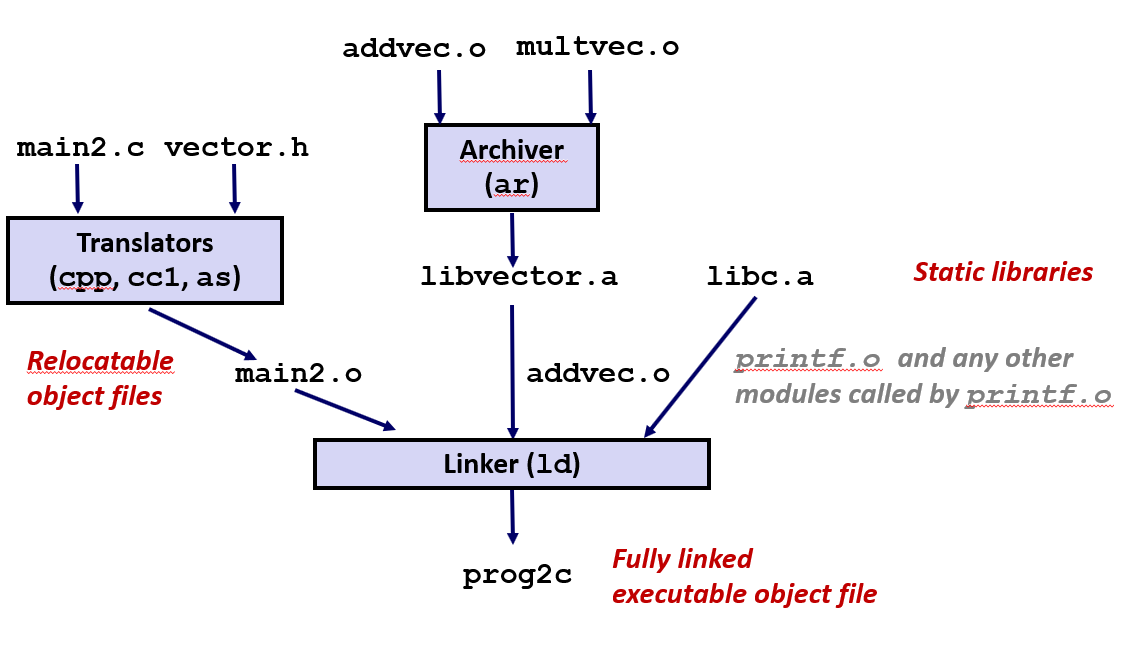 addvec.o multvec.o
main2.c vector.h
Archiver
(ar)
Translators
(cpp, cc1, as)
libvector.a
libc.a
Static libraries
Relocatable
object files
main2.o
addvec.o
printf.o and any other
modules called by printf.o
Linker (ld)
prog2c
Fully linked
executable object file